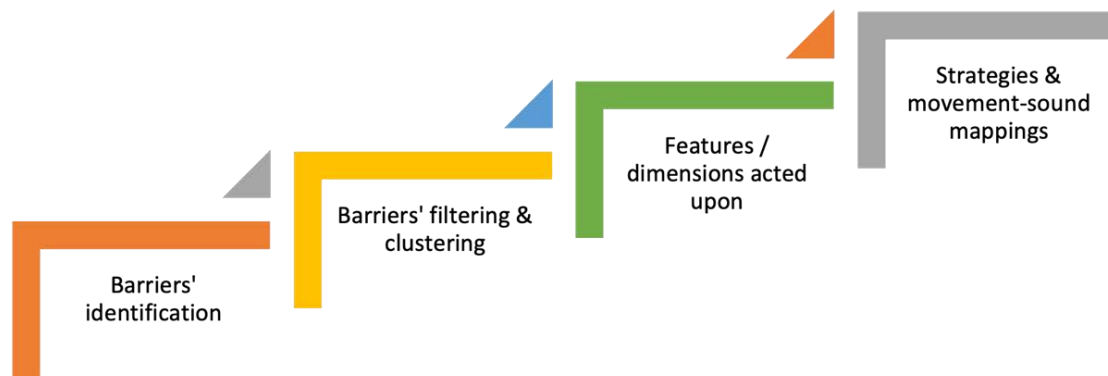 Barriers'
identification
Barriers' filtering &
clustering
Features /
dimensions acted
upon
Strategies &
movement-sound
mappings